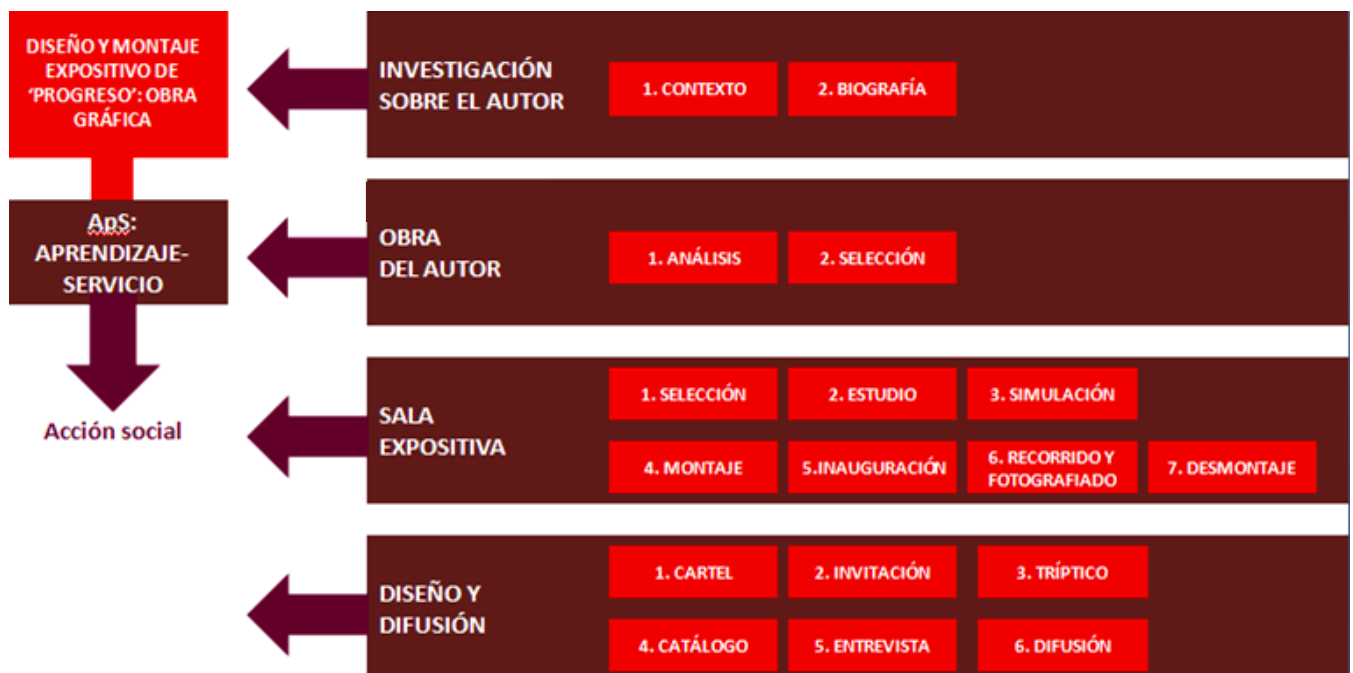 DISEÑO Y MONTAJE
EXPOSITIVO DE
‘PROGRESO’: OBRA
GRÁFICA
ApS:
APRENDIZAJE-
SERVICIO
Acción social
INVESTIGACIÓN
SOBRE EL AUTOR
1. CONTEXTO
2. BIOGRAFÍA
OBRA
DEL AUTOR
1. ANÁLISIS
2. SELECCIÓN
SALA
EXPOSITIVA
1. SELECCIÓN
2. ESTUDIO
3. SIMULACIÓN
4. MONTAJE
5.INAUGURACIÓN
6. RECORRIDO Y
FOTOGRAFIADO
7. DESMONTAJE
DISEÑO Y
DIFUSIÓN
1. CARTEL
2. INVITACIÓN
3. TRÍPTICO
4. CATÁLOGO
5. ENTREVISTA
6. DIFUSIÓN